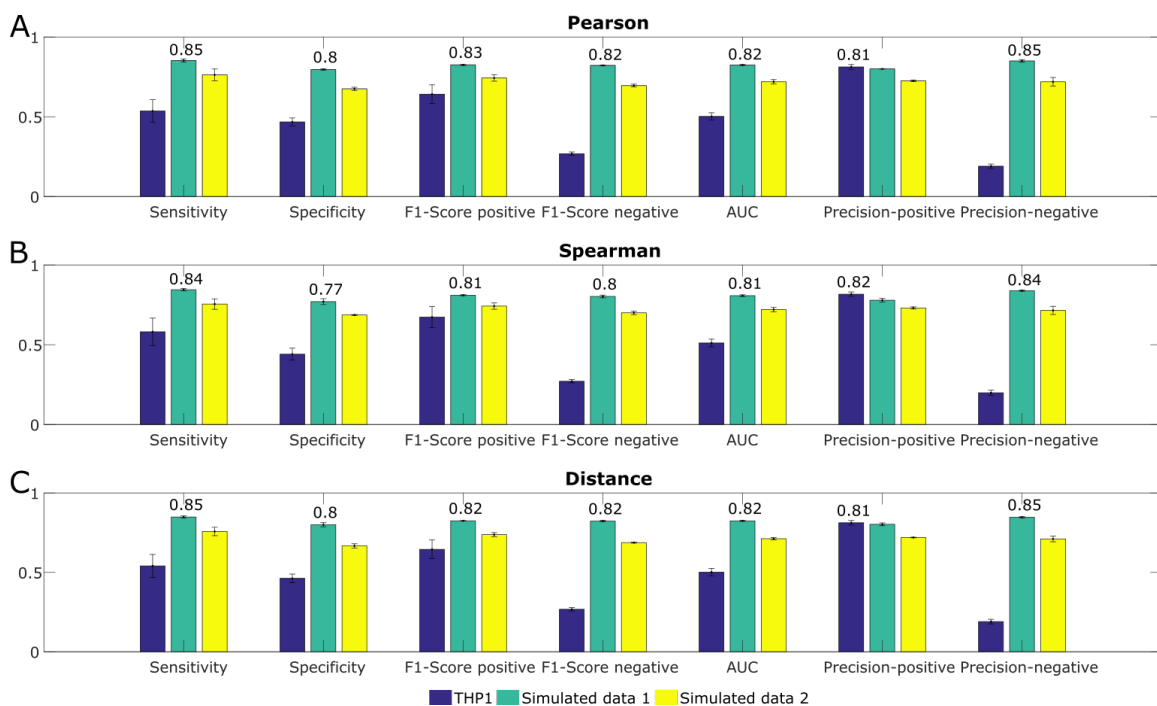 A
Pearson
1
0.85
0.8
0.83
0.82
0.82
0.81
0.85
0.5
0
Sensitivity
Specificity
F1-Score positive
F1-Score negative
AUC
Precision-positive
Precision-negative
B
Spearman
1
0.84
0.77
0.81
0.8
0.81
0.82
0.84
0.5
0
Sensitivity
Specificity
F1-Score positive
F1-Score negative
AUC
Precision-positive
Precision-negative
C
Distance
1
0.85
0.8
0.82
0.82
0.82
0.81
0.85
0.5
0
Sensitivity
Specificity
F1-Score positive
F1-Score negative
AUC
Precision-positive
Precision-negative
THP1
Simulated data 1
Simulated data 2